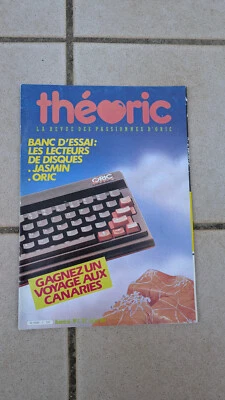 théoric
LA REVUE DES PASSIONNÉS D'ORIC
BANC D'ESSAI:
LES LECTEURS
DE DISQUES
.JASMIN
.ORIC
ORIC
GAGNEZ UN
VOYAGE AUX
CANARIES